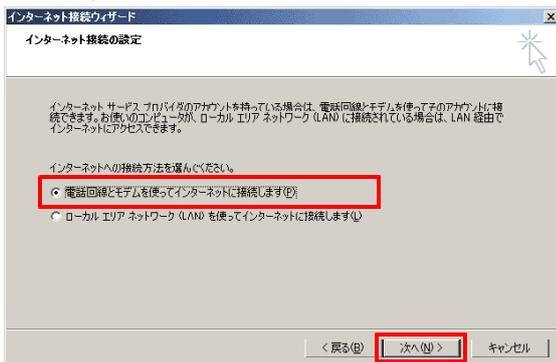 インターネット接続ウィザード
インターネット接続の設定
インターネット サービス プロバイダのアカウントを持っている場合は、電話回線とモデムを使ってそのアカウントに接
続できます。お使いのコンピュータが、ローカル エリア ネットワーク (LAN) に接続されている場合は、LAN 経由で
インターネットにアクセスできます。
インターネットへの接続方法を選んでください。
電話回線とモデムを使ってインターネットに接続します(P)
ローカル エリア ネットワーク (LAN) を使ってインターネットに接続します(L)
< 戻る(B) 次へ(N) > キャンセル